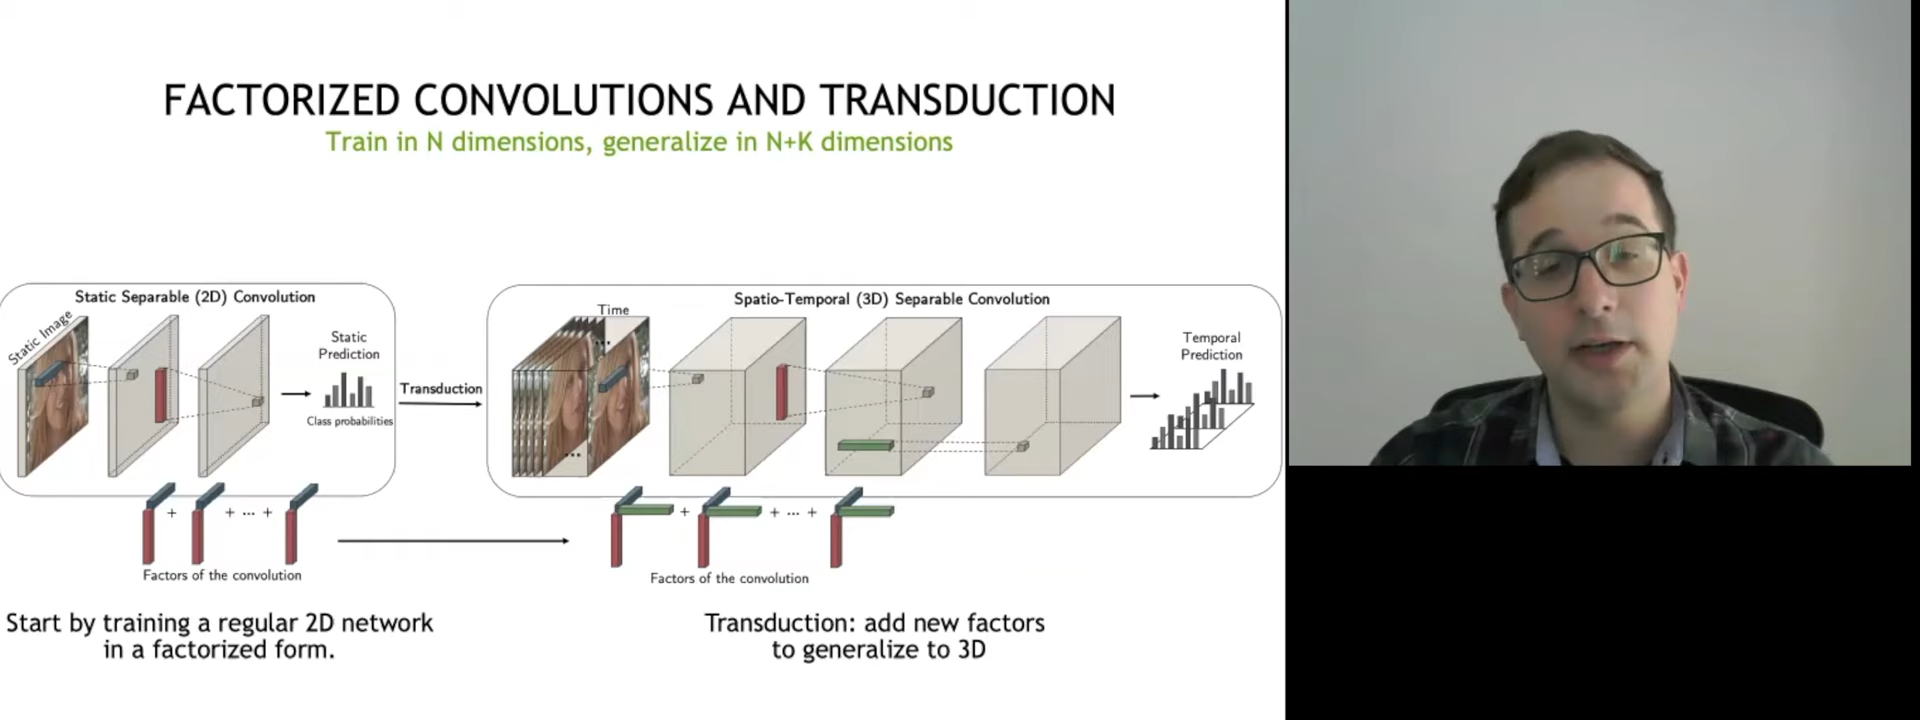 FACTORIZED CONVOLUTIONS AND TRANSDUCTION
Train in N dimensions, generalize in N+K dimensions
Static Separable (2D) Convolution
Static Image
Static
Prediction
Class probabilities
Transduction
Spatio-Temporal (3D) Separable Convolution
Time
...
...
Temporal
Prediction
+ + ... +
Factors of the convolution
+ + ... +
Factors of the convolution
Start by training a regular 2D network
in a factorized form.
Transduction: add new factors
to generalize to 3D